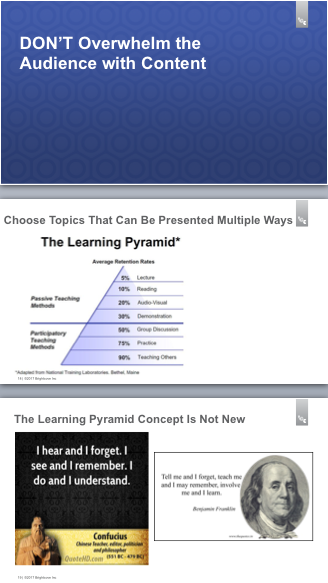 DON'T Overwhelm the
Audience with Content
Choose Topics That Can Be Presented Multiple Ways
The Learning Pyramid*
Average Retention Rates
5% Lecture
Passive Teaching
Methods
10% Reading
20% Audio-Visual
30% Demonstration
Participatory
Teaching
Methods
50% Group Discussion
75% Practice
90% Teaching Others
*Adapted from National Training Laboratories, Bethel, Maine
The Learning Pyramid Concept Is Not New
I hear and I forget. I
see and I remember. I
do and I understand.
Confucius
Chinese Teacher, editor, politician
and philosopher
(551 BC - 479 BC)
QuoteHD.com
Tell me and I forget, teach me
and I may remember, involve
me and I learn.
Benjamin Franklin